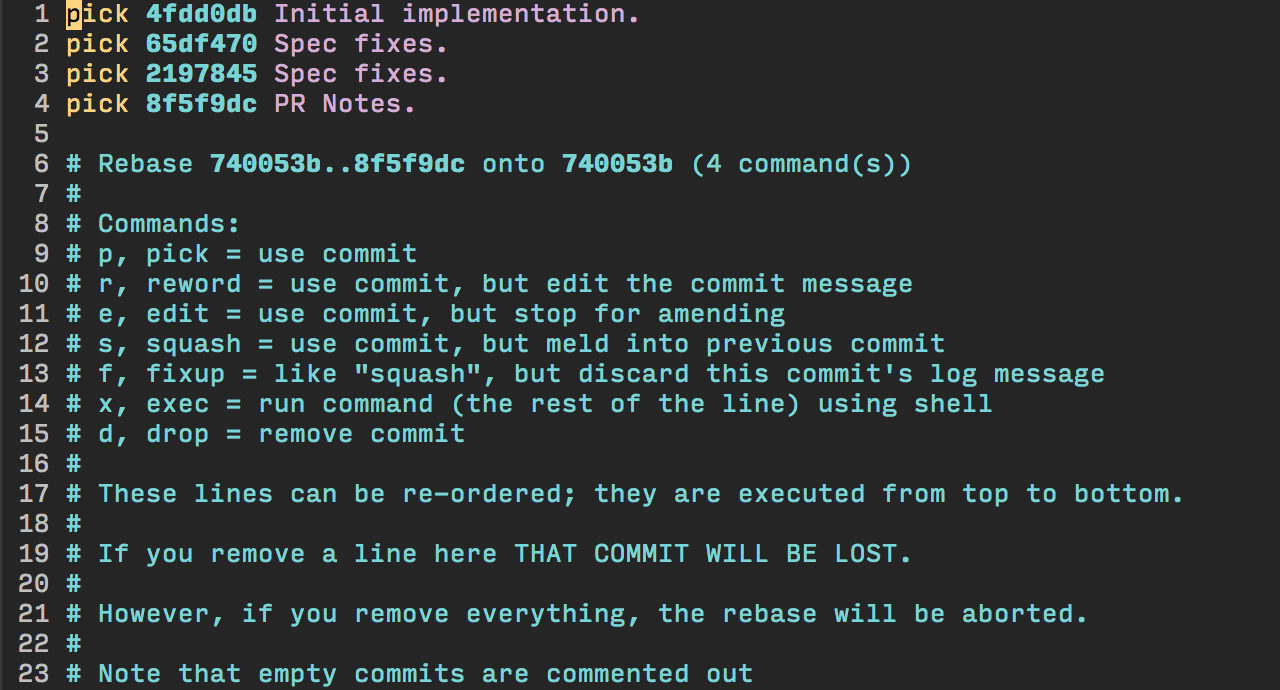 1 pick 4fdd0db Initial implementation.
2 pick 65df470 Spec fixes.
3 pick 2197845 Spec fixes.
4 pick 8f5f9dc PR Notes.
5
6 # Rebase 740053b..8f5f9dc onto 740053b (4 command(s))
7 #
8 # Commands:
9 # p, pick = use commit
10 # r, reword = use commit, but edit the commit message
11 # e, edit = use commit, but stop for amending
12 # s, squash = use commit, but meld into previous commit
13 # f, fixup = like "squash", but discard this commit's log message
14 # x, exec = run command (the rest of the line) using shell
15 # d, drop = remove commit
16 #
17 # These lines can be re-ordered; they are executed from top to bottom.
18 #
19 # If you remove a line here THAT COMMIT WILL BE LOST.
20 #
21 # However, if you remove everything, the rebase will be aborted.
22 #
23 # Note that empty commits are commented out